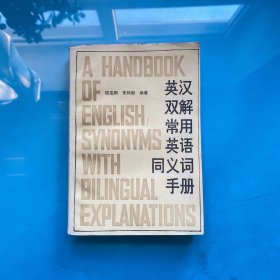 A HANDBOOK
OF
ENGLISH
SYNONYMS
WITH
BILINGUAL
EXPLANATIONS
英汉
双解
常用
英语
同义词
手册
编著